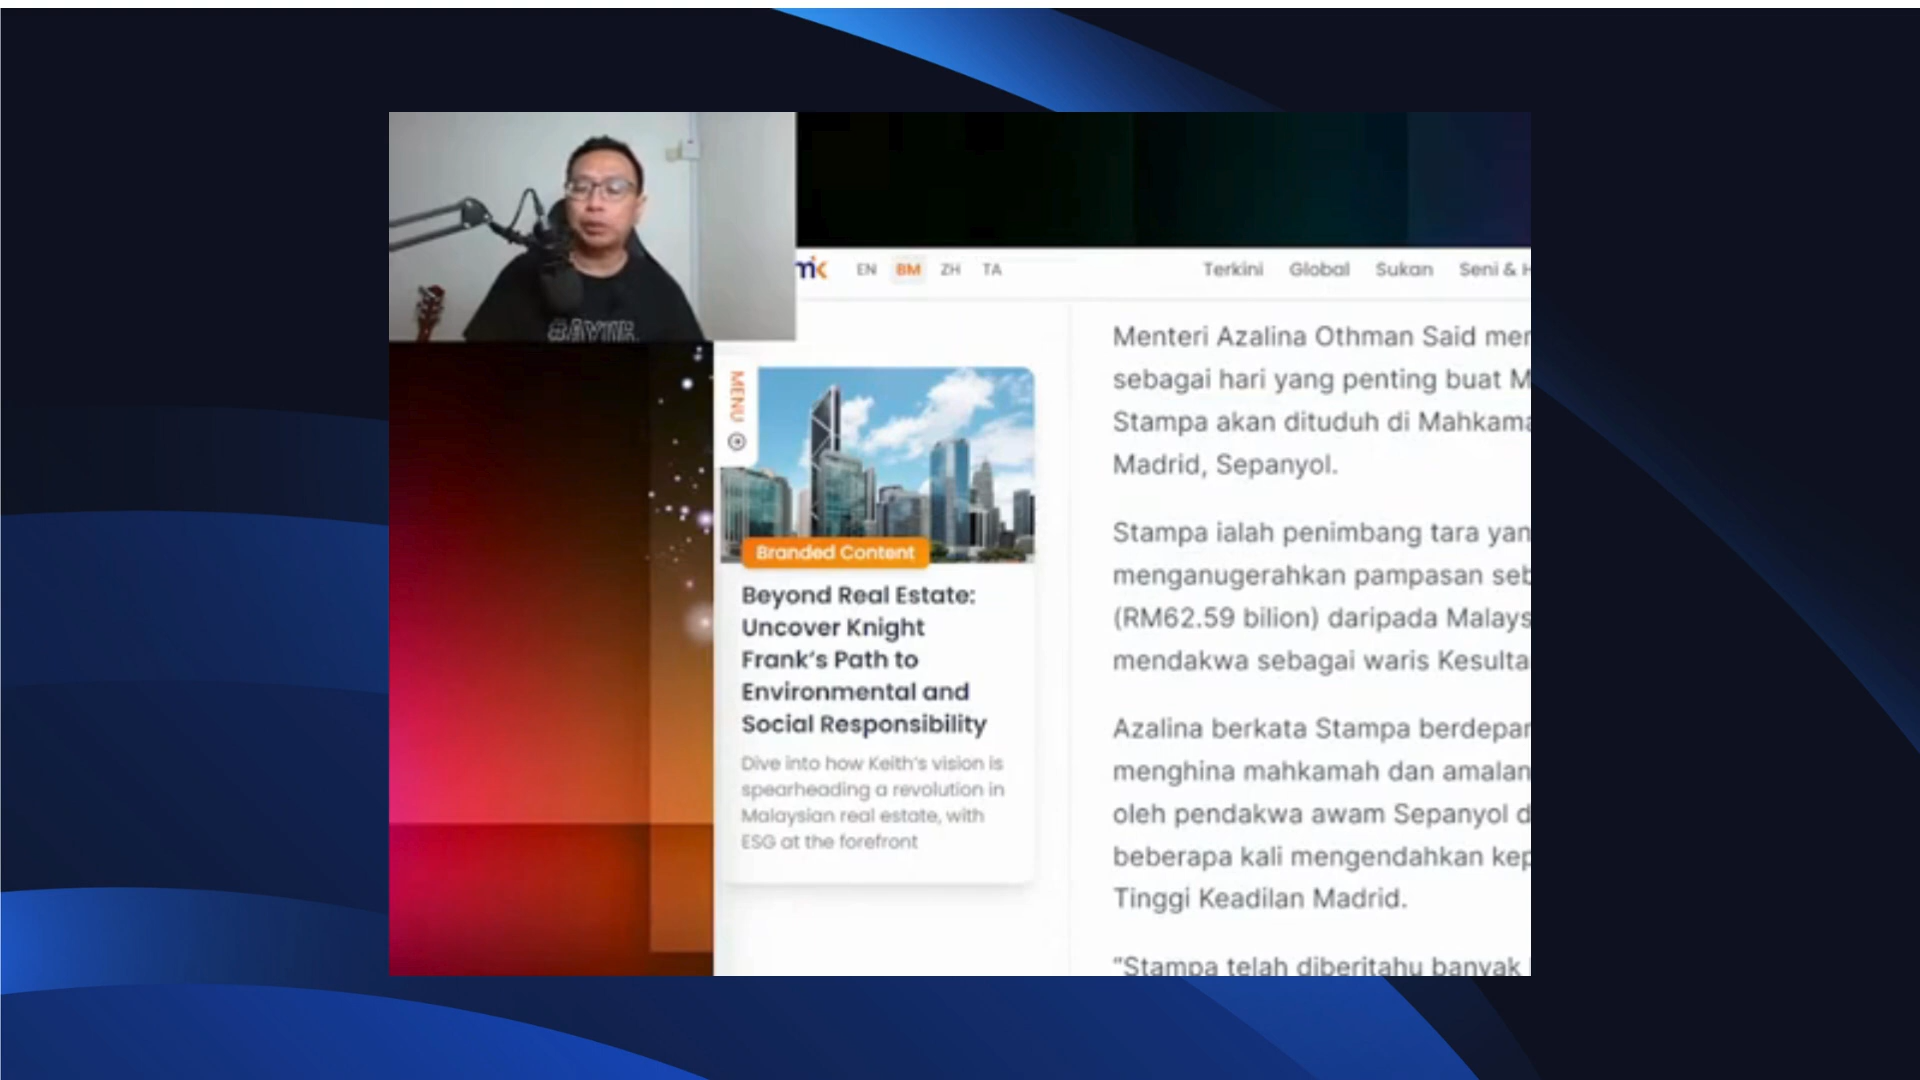 #AYUH
mk
EN BM ZH TA
Terkini Global Sukan Seni &
MENU
Branded Content
Beyond Real Estate:
Uncover Knight
Frank's Path to
Environmental and
Social Responsibility
Dive into how Keith's vision is
spearheading a revolution in
Malaysian real estate, with
ESG at the forefront
Menteri Azalina Othman Said
sebagai hari yang penting buat
Stampa akan dituduh di
Madrid, Sepanyol.
Stampa ialah penimbang tara
menganugerahkan pampasan
(RM62.59 bilion) daripada
mendakwa sebagai waris
Azalina berkata Stampa
menghina mahkamah dan amalan
oleh pendakwa awam Sepanyol
beberapa kali mengendahkan
Tinggi Keadilan Madrid.
"Stampa telah diberitahu banyak